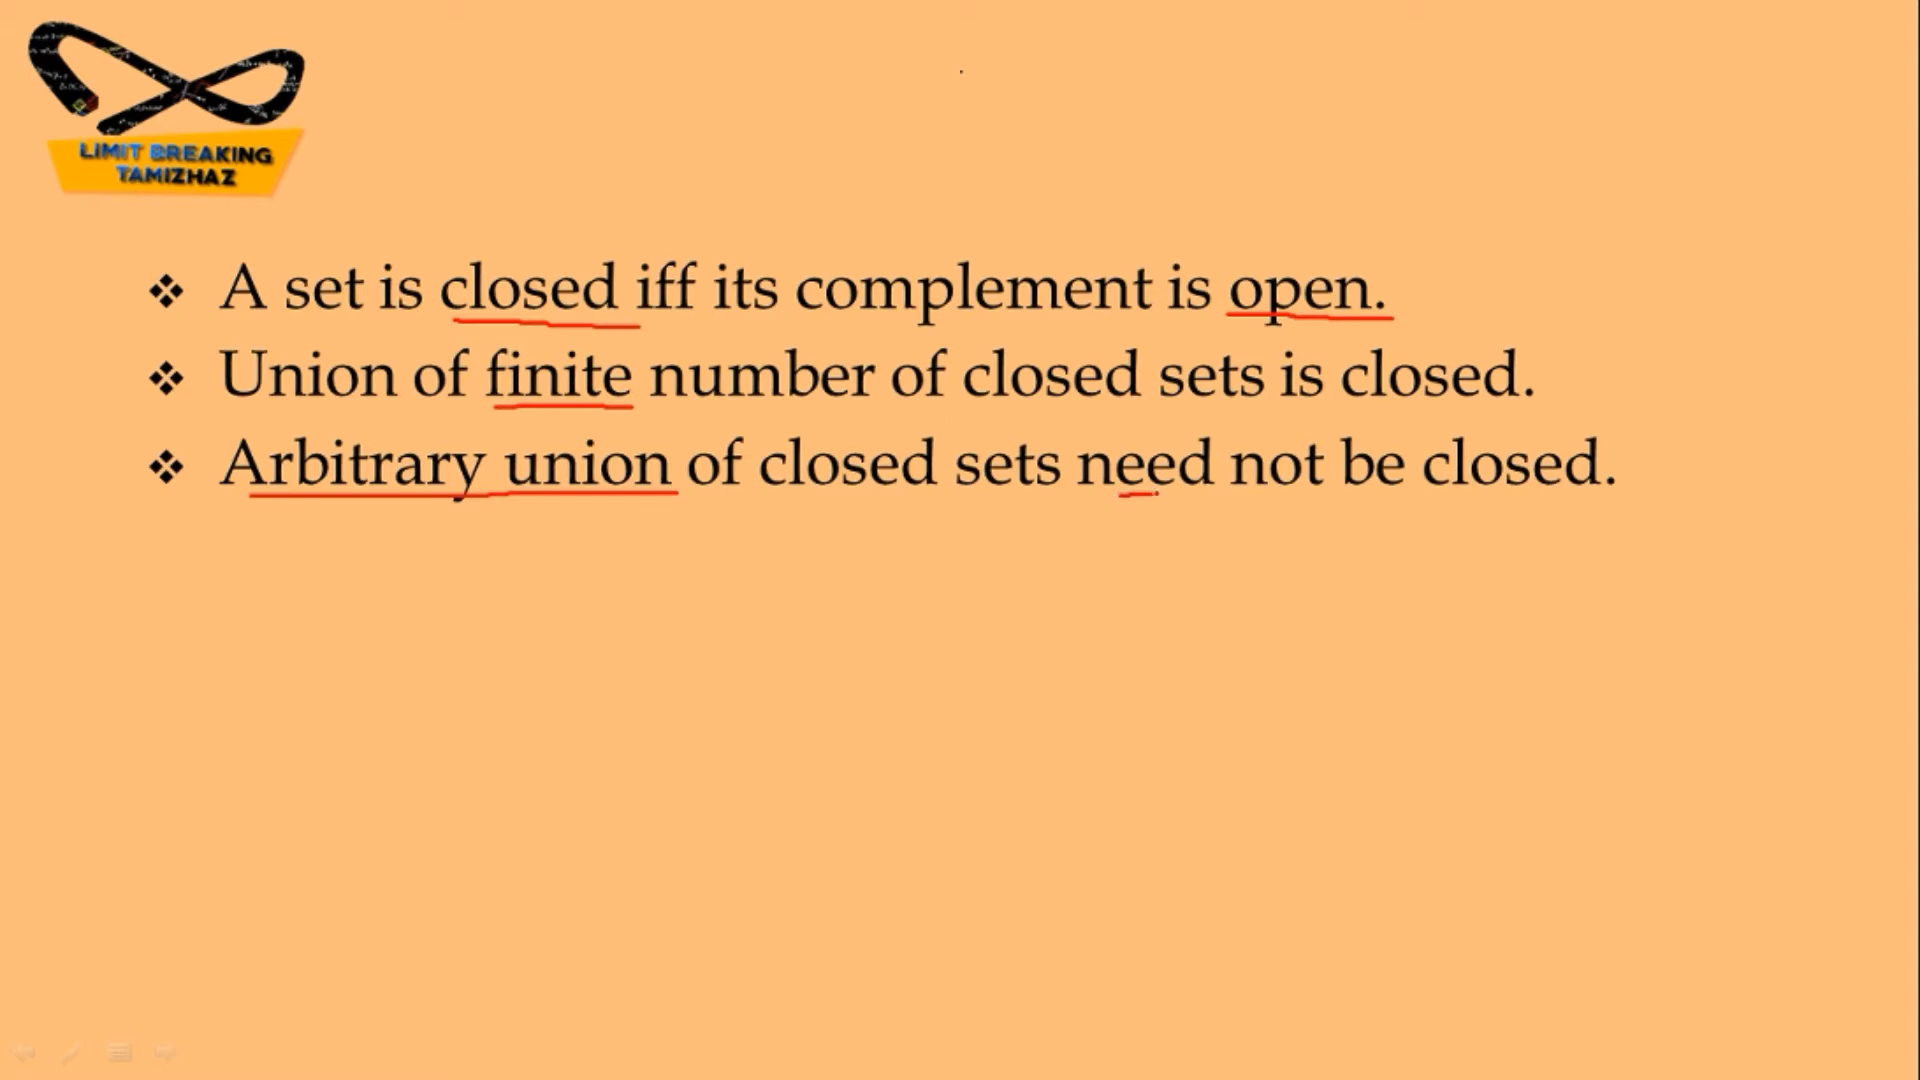 LIMIT BREAKING
TAMIZHAZ
❖ A set is closed iff its complement is open.
❖ Union of finite number of closed sets is closed.
❖ Arbitrary union of closed sets need not be closed.